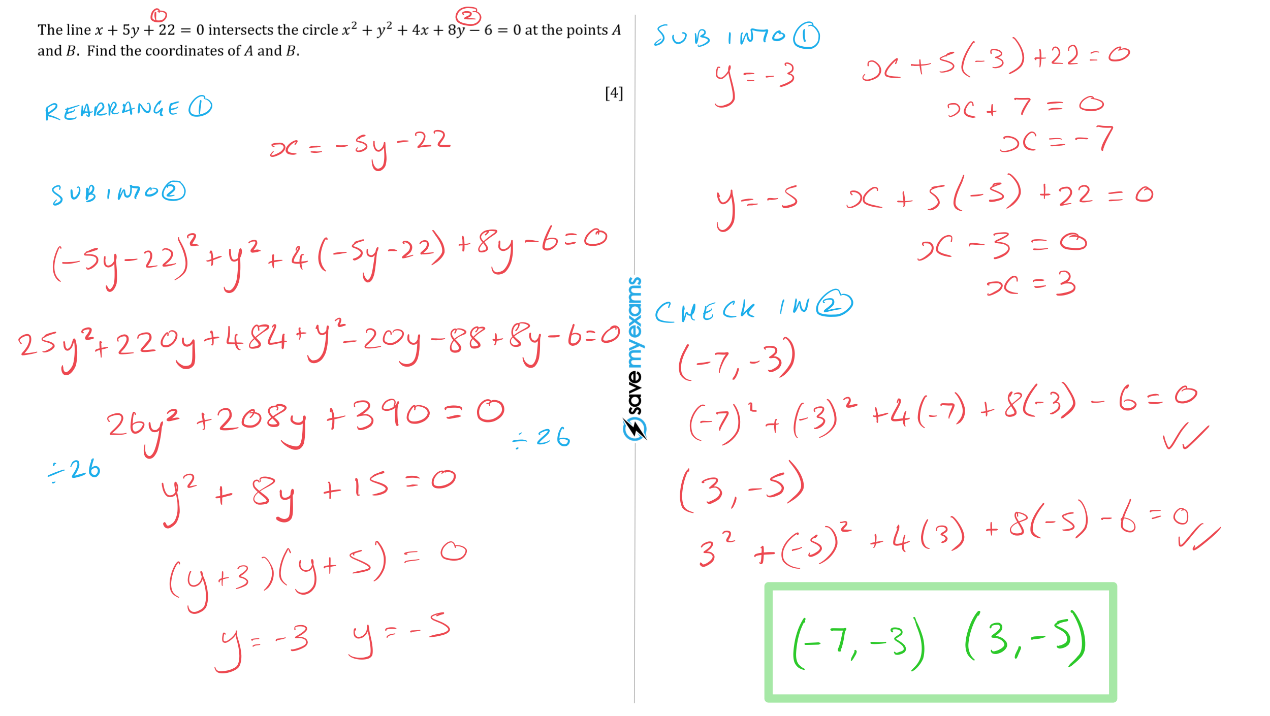 The line x + 5y + 22 = 0 intersects the circle x² + y² + 4x + 8y − 6 = 0 at the points A
and B. Find the coordinates of A and B.
[4]
①
②
REARRANGE ①
x = -5y - 22
SUB INTO ②
(-5y-22)² + y² + 4(-5y-22) + 8y - 6 = 0
25y² + 220y + 484 + y² - 20y - 88 + 8y - 6 = 0
26y² + 208y + 390 = 0
÷26
÷26
y² + 8y + 15 = 0
(y+3)(y+5) = 0
y = -3 y = -5
savemyexams
SUB INTO ①
y = -3 x + 5(-3) + 22 = 0
x + 7 = 0
x = -7
y = -5 x + 5(-5) + 22 = 0
x - 3 = 0
x = 3
CHECK IN ②
(-7, -3)
(-7)² + (-3)² + 4(-7) + 8(-3) - 6 = 0
✓✓
(3, -5)
3² + (-5)² + 4(3) + 8(-5) - 6 = 0
✓✓
(-7, -3) (3, -5)